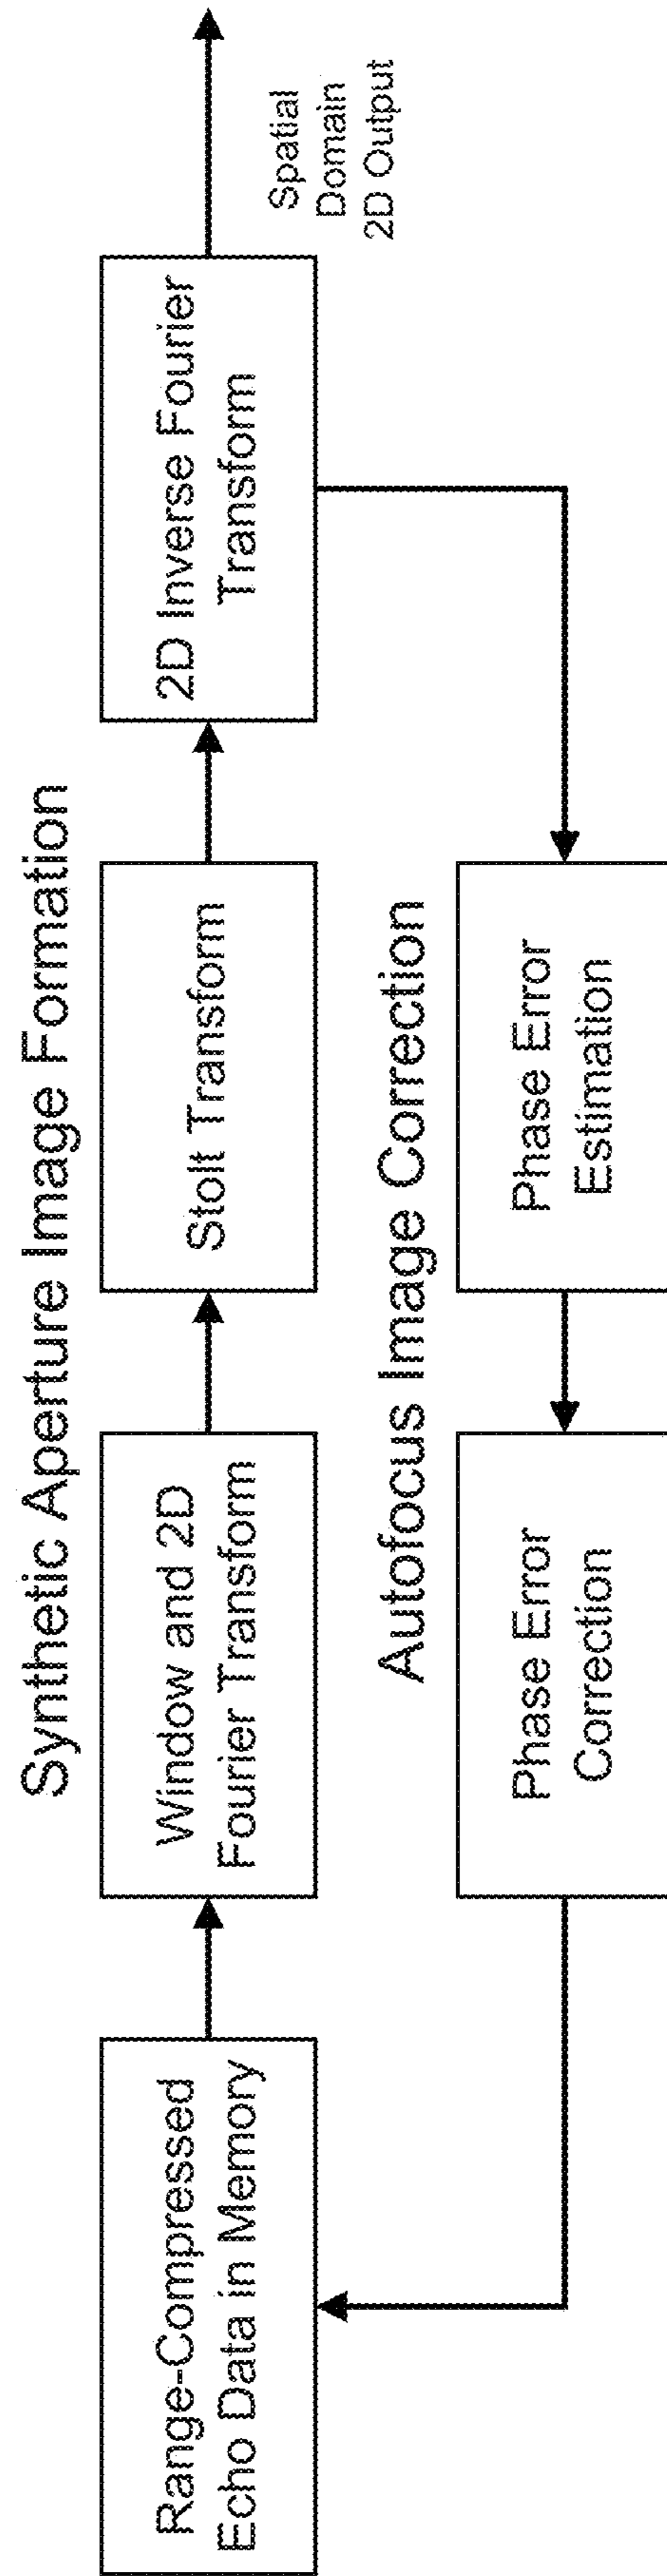 Synthetic Aperture Image Formation
Range-Compressed
Echo Data in Memory
Window and 2D
Fourier Transform
Stolt Transform
2D Inverse Fourier
Transform
Spatial
Domain
2D Output
Autofocus Image Correction
Phase Error
Correction
Phase Error
Estimation